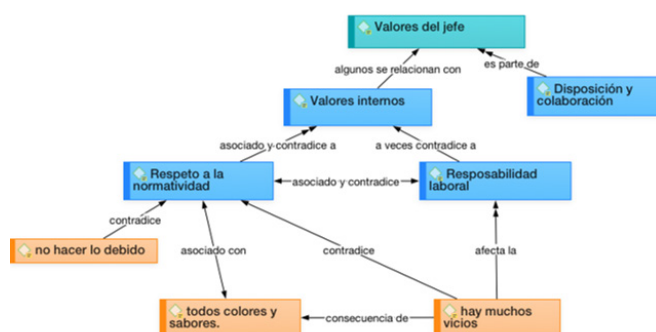 Valores del jefe
algunos se relacionan con
es parte de
Disposición y
colaboración
Valores internos
asociado y contradice a
a veces contradice a
Respeto a la
normatividad
asociado y contradice
Resposabilidad
laboral
contradice
no hacer lo debido
asociado con
contradice
afecta la
todos colores y
sabores.
consecuencia de
hay muchos
vicios